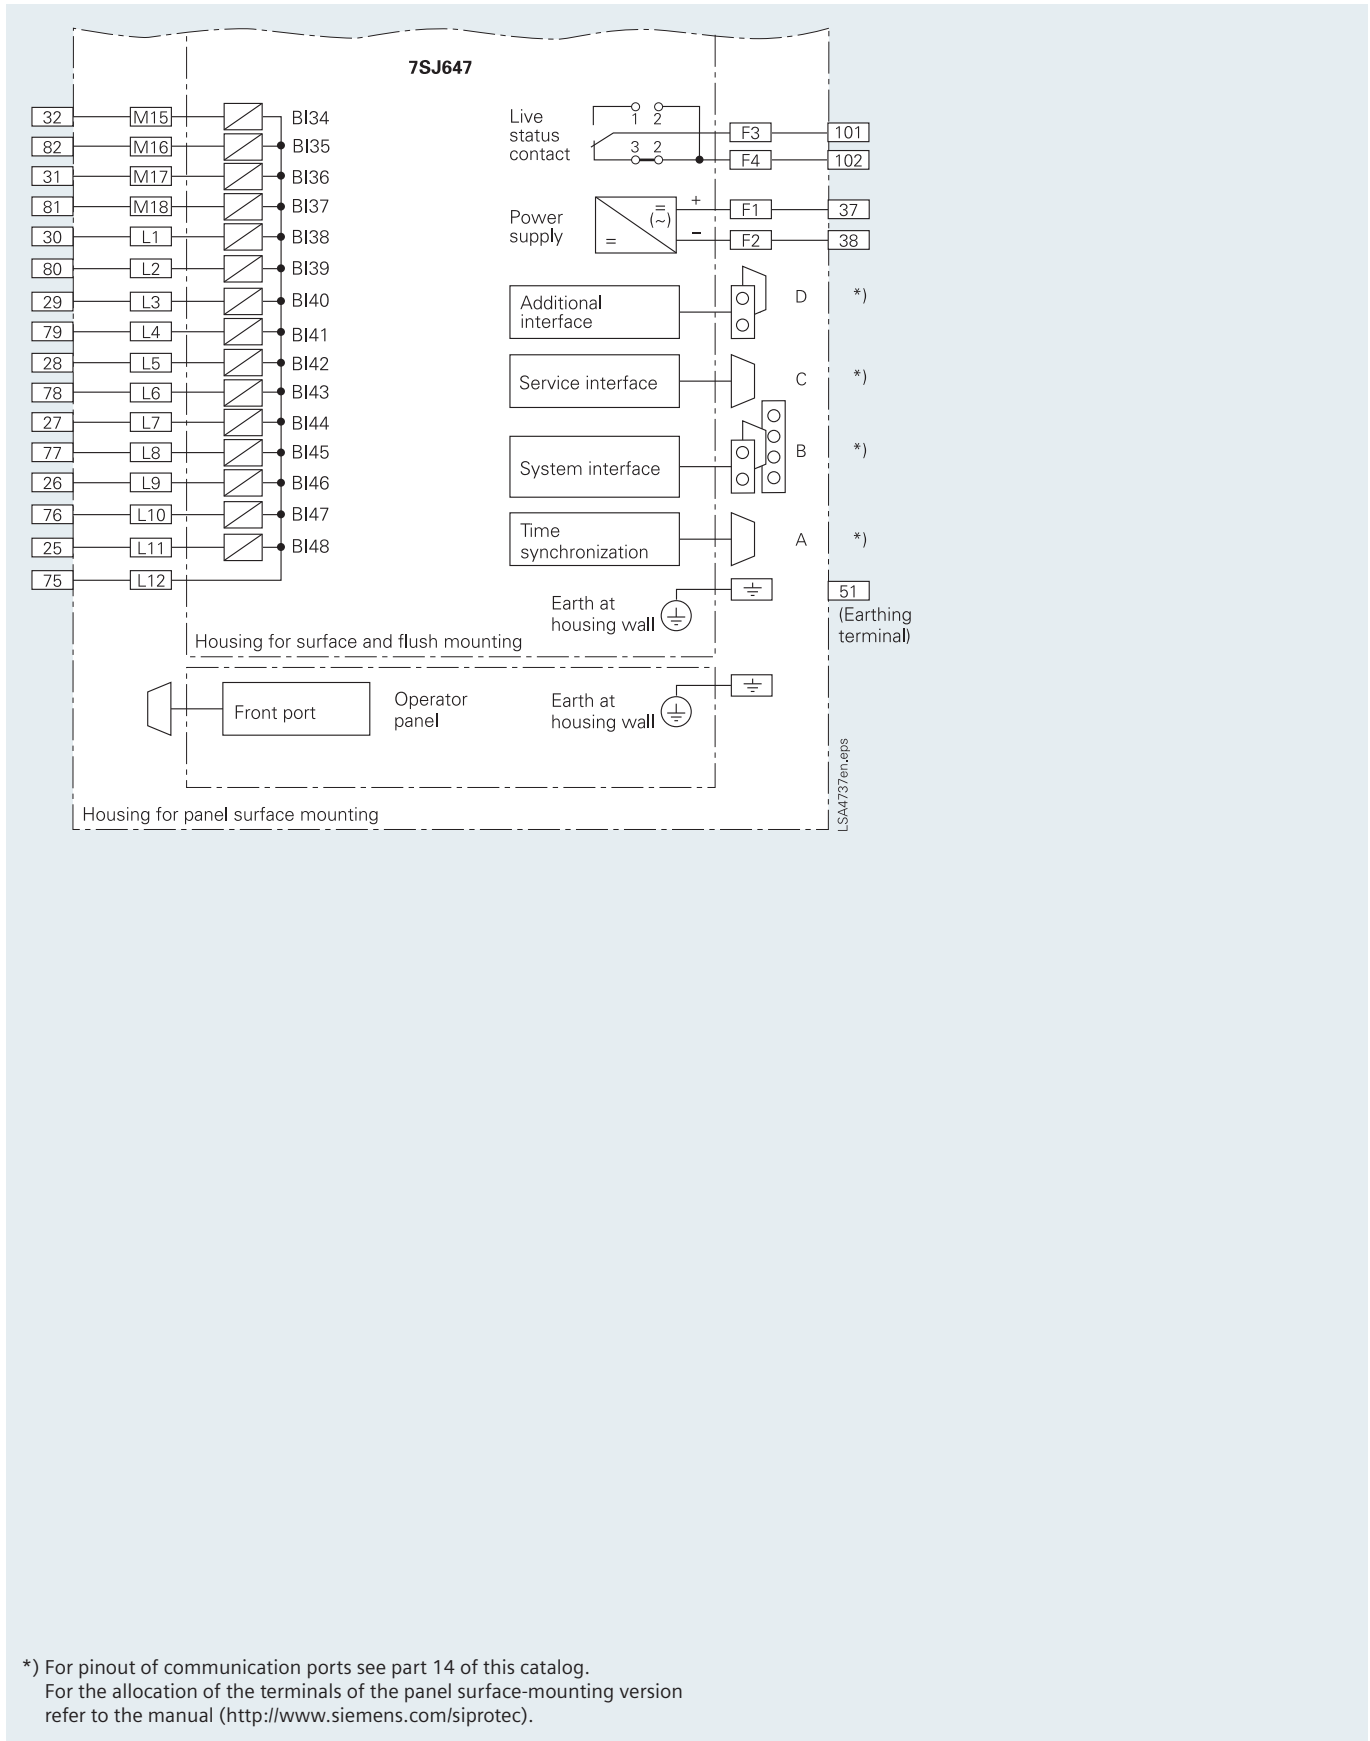 7SJ647
32 M15 BI34
82 M16 BI35
31 M17 BI36
81 M18 BI37
30 L1 BI38
80 L2 BI39
29 L3 BI40
79 L4 BI41
28 L5 BI42
78 L6 BI43
27 L7 BI44
77 L8 BI45
26 L9 BI46
76 L10 BI47
25 L11 BI48
75 L12
Live
status
contact
1 2
3 2
F3 101
F4 102
Power
supply
=
(~)
=
+
−
F1 37
F2 38
Additional
interface
D *)
Service interface
C *)
System interface
B *)
Time
synchronization
A *)
Earth at
housing wall
51
(Earthing
terminal)
Housing for surface and flush mounting
Front port
Operator
panel
Earth at
housing wall
Housing for panel surface mounting
LSA4737en.eps
*) For pinout of communication ports see part 14 of this catalog.
For the allocation of the terminals of the panel surface-mounting version
refer to the manual (http://www.siemens.com/siprotec).